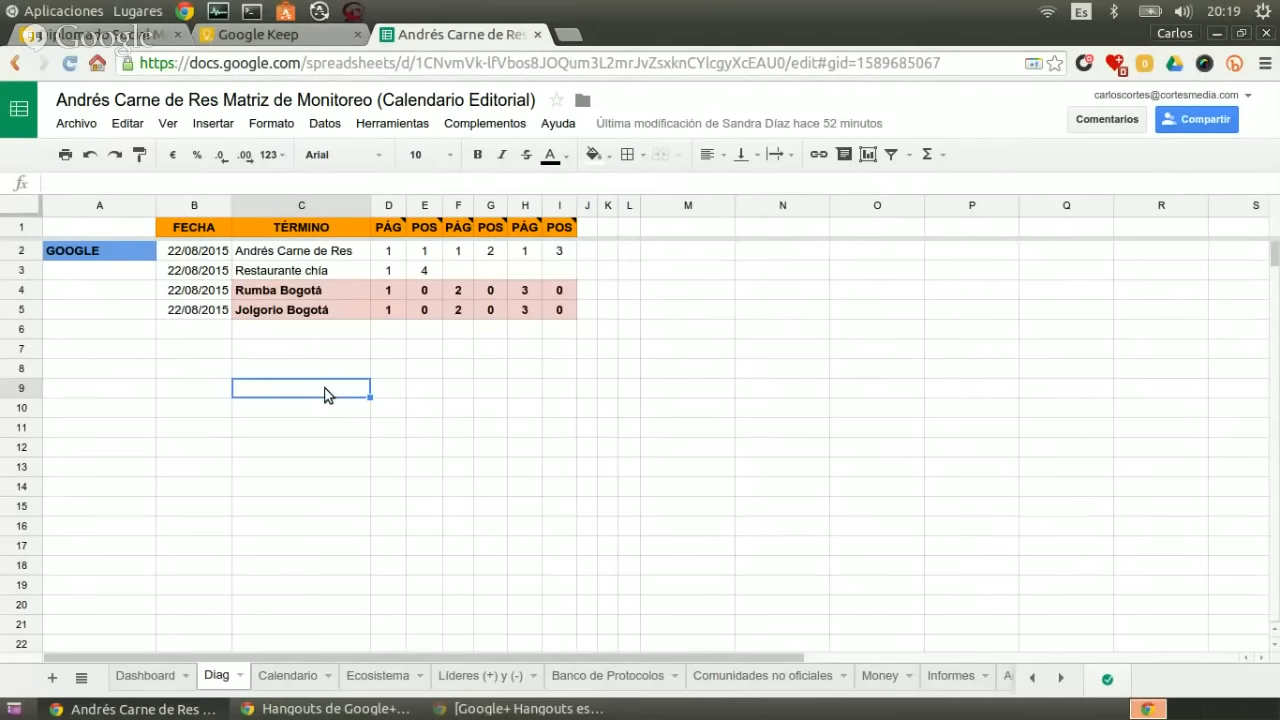 Aplicaciones Lugares Es 20:19
Google Keep × Andrés Carne de Res × Carlos
Google
https://docs.google.com/spreadsheets/d/1CNvmVk-lfVbos8JOQum3L2mrJvZsxknCYlcgyXcEAU0/edit#gid=1589685067
Andrés Carne de Res Matriz de Monitoreo (Calendario Editorial) carloscortes@cortesmedia.com
Archivo Editar Ver Insertar Formato Datos Herramientas Complementos Ayuda Última modificación de Sandra Díaz hace 52 minutos Comentarios Compartir
€ % .0 .00 123 Arial 10 B I S A Σ
fx
A B C D E F G H I J K L M N O P Q R S
1 FECHA TÉRMINO PÁG POS PÁG POS PÁG POS
2 GOOGLE 22/08/2015 Andrés Carne de Res 1 1 1 2 1 3
3 22/08/2015 Restaurante chía 1 4
4 22/08/2015 Rumba Bogotá 1 0 2 0 3 0
5 22/08/2015 Jolgorio Bogotá 1 0 2 0 3 0
6
7
8
9
10
11
12
13
14
15
16
17
18
19
20
21
22
Dashboard Diag Calendario Ecosistema Líderes (+) y (-) Banco de Protocolos Comunidades no oficiales Money Informes
Andrés Carne de Res ... Hangouts de Google+... [Google+ Hangouts es...